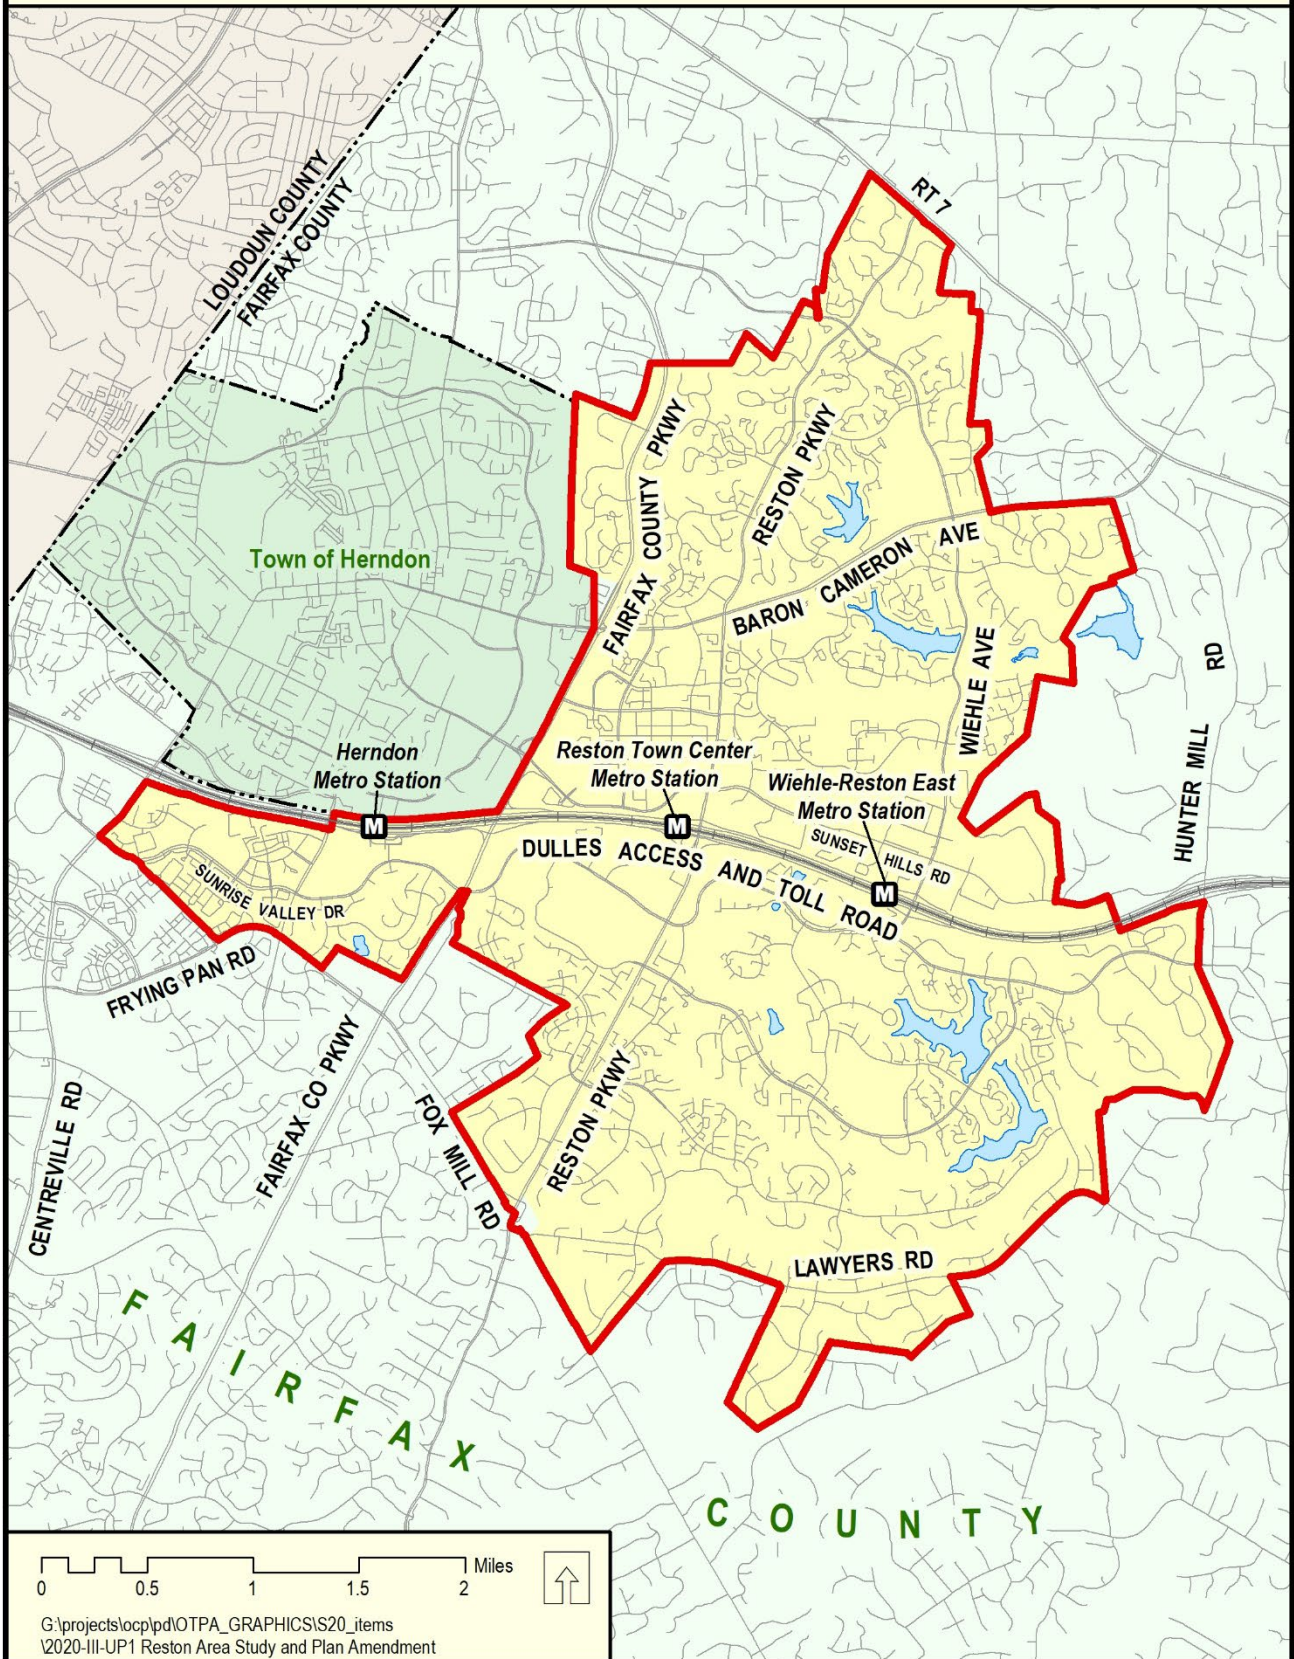 RT 7
LOUDOUN COUNTY
FAIRFAX COUNTY
FAIRFAX COUNTY PKWY
RESTON PKWY
Town of Herndon
BARON CAMERON AVE
WIEHLE AVE
HUNTER MILL RD
Herndon
Metro Station
Reston Town Center
Metro Station
Wiehle-Reston East
Metro Station
M
M
M
SUNSET HILLS RD
DULLES ACCESS AND TOLL ROAD
SUNRISE VALLEY DR
FRYING PAN RD
FAIRFAX CO PKWY
CENTREVILLE RD
FOX MILL RD
RESTON PKWY
LAWYERS RD
FAIRFAX
COUNTY
Miles
0 0.5 1 1.5 2
G:\projects\ocp\pd\OTPA_GRAPHICS\S20_items
\2020-III-UP1 Reston Area Study and Plan Amendment